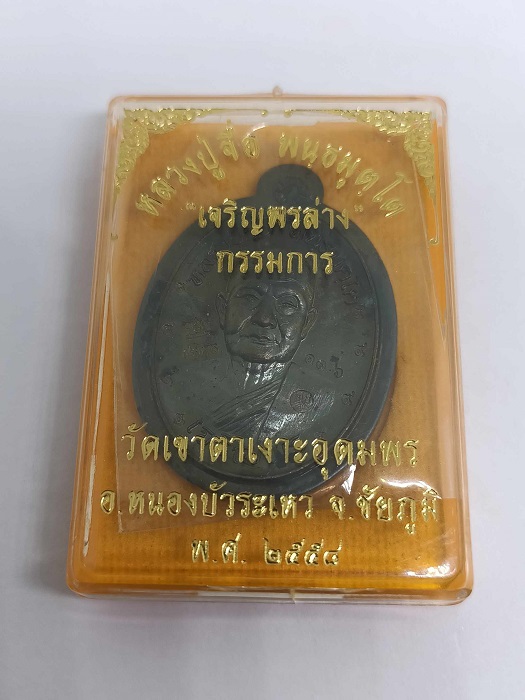 หลวงปู่จื่อ พนฺธมุตฺโต
"เจริญพรล่าง"
กรรมการ
วัดเขาตาเงาะอุดมพร
อ.หนองบัวระเหว จ.ชัยภูมิ
พ.ศ. ๒๕๕๔